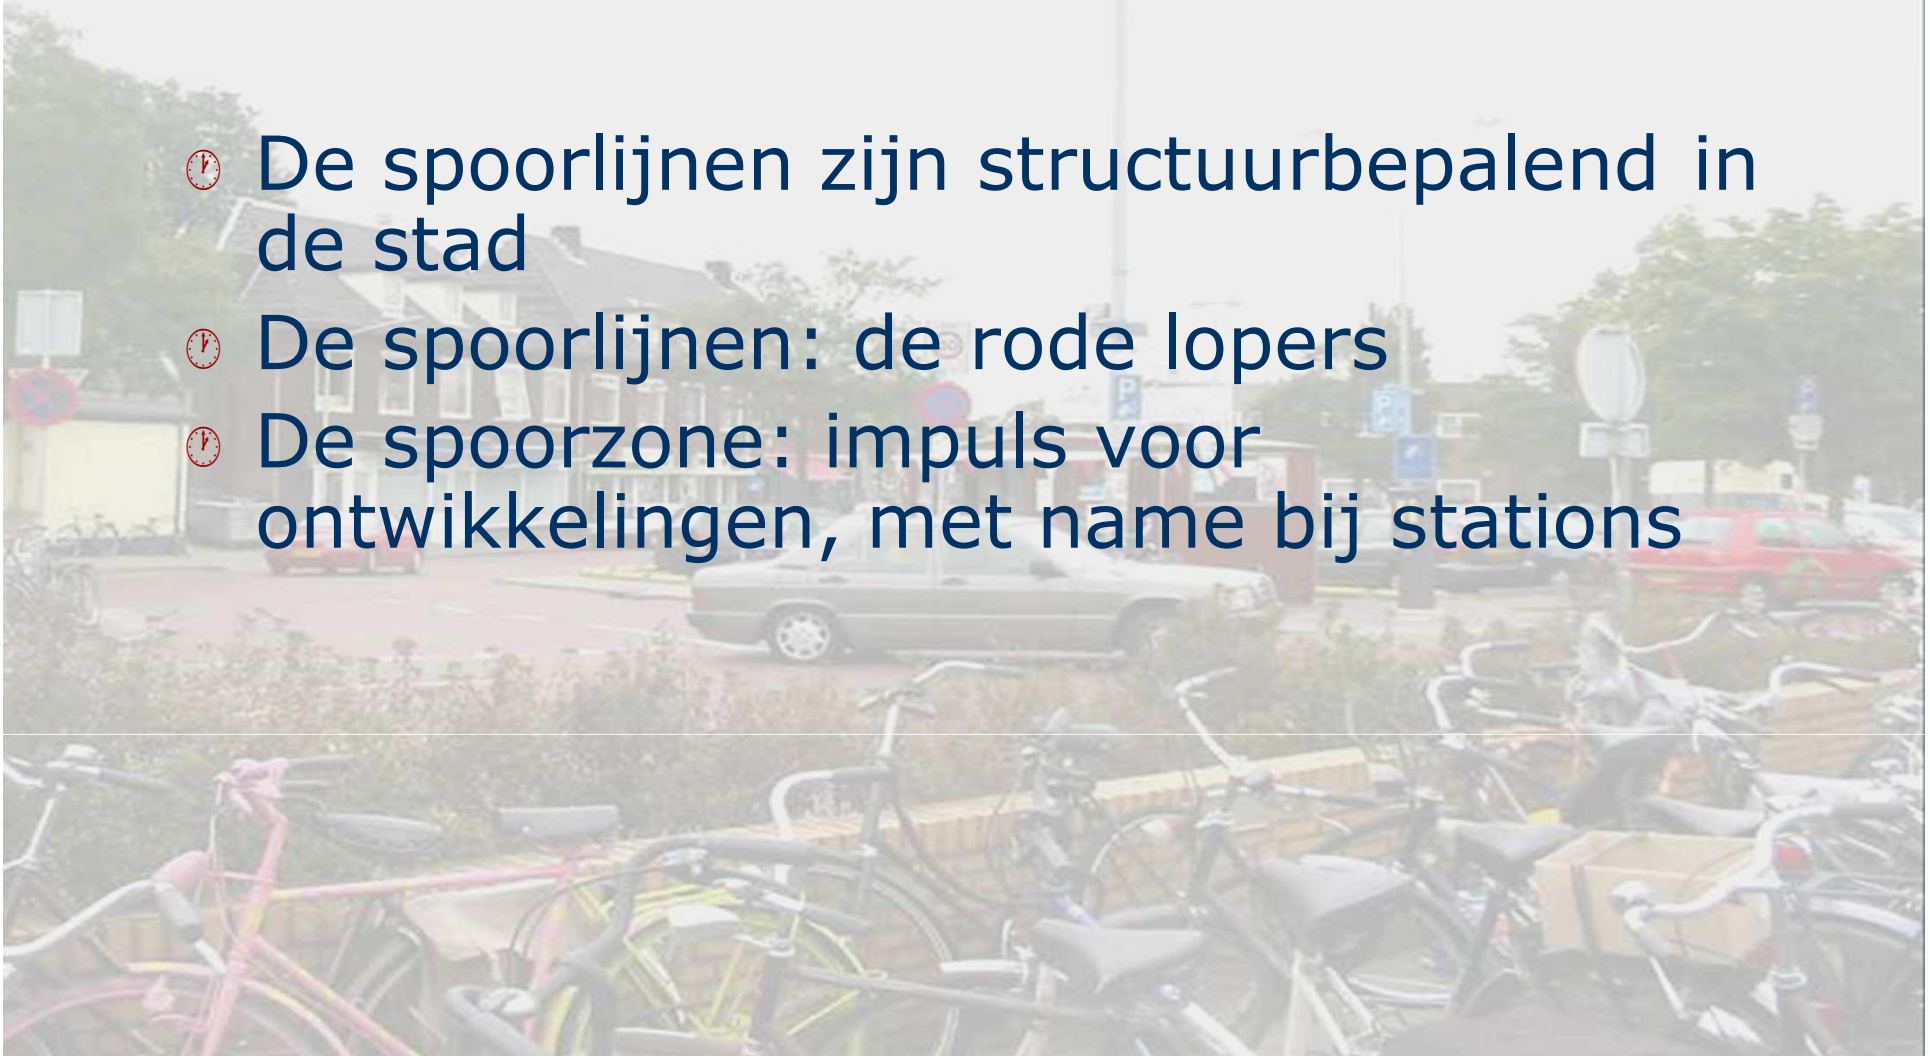 De spoorlijnen zijn structuurbepalend in
de stad
De spoorlijnen: de rode lopers
De spoorzone: impuls voor
ontwikkelingen, met name bij stations
P
P